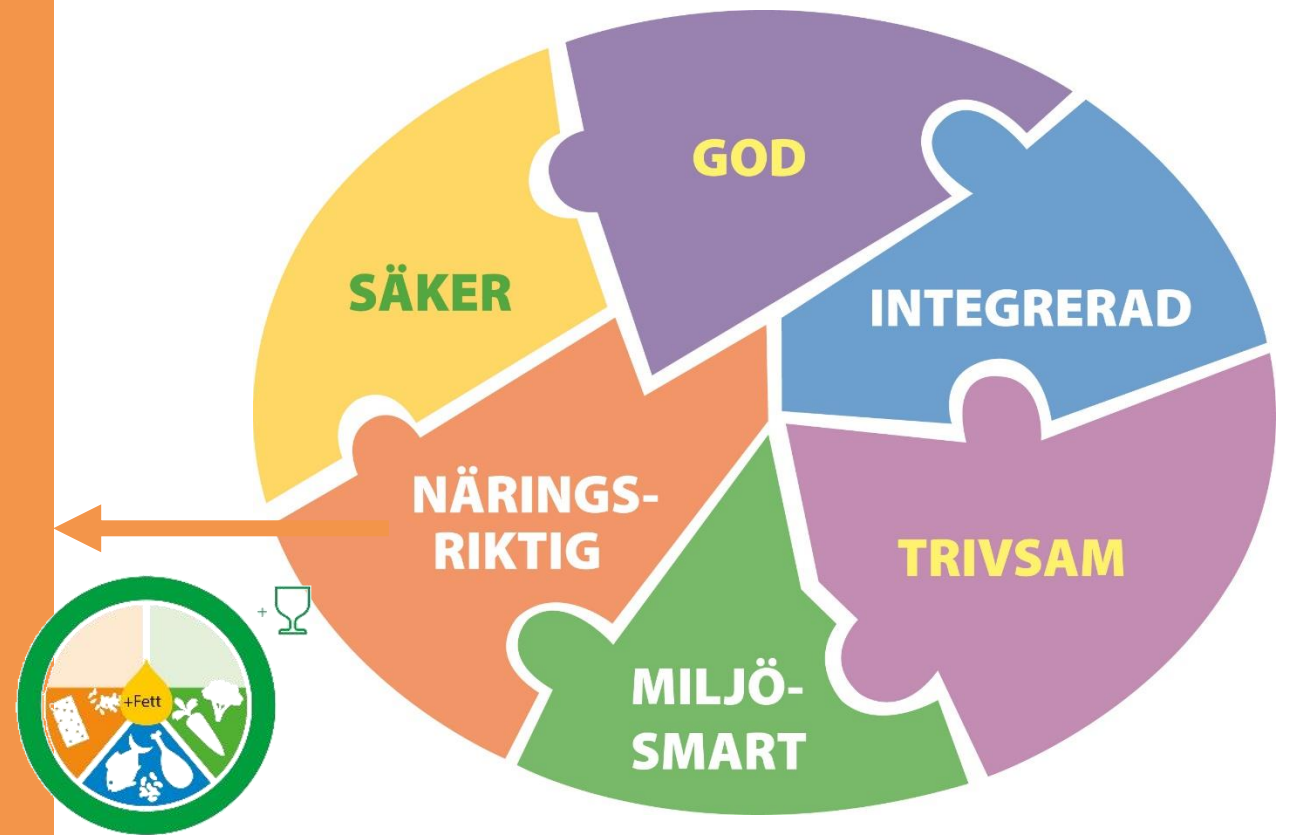 GOD
SÄKER
INTEGRERAD
NÄRINGS-
RIKTIG
TRIVSAM
MILJÖ-
SMART
+
+Fett